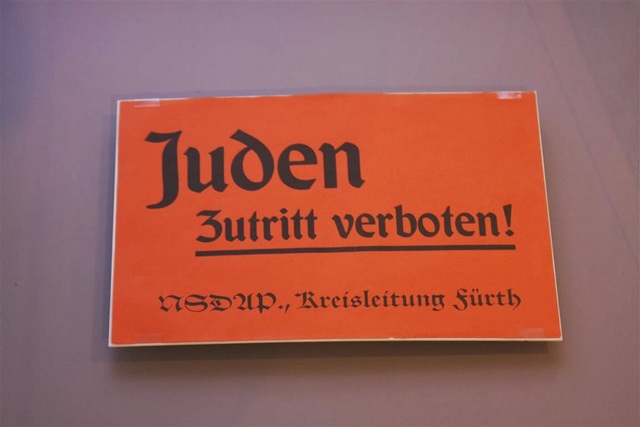 Juden
Zutritt verboten!
NSDAP., Kreisleitung Fürth